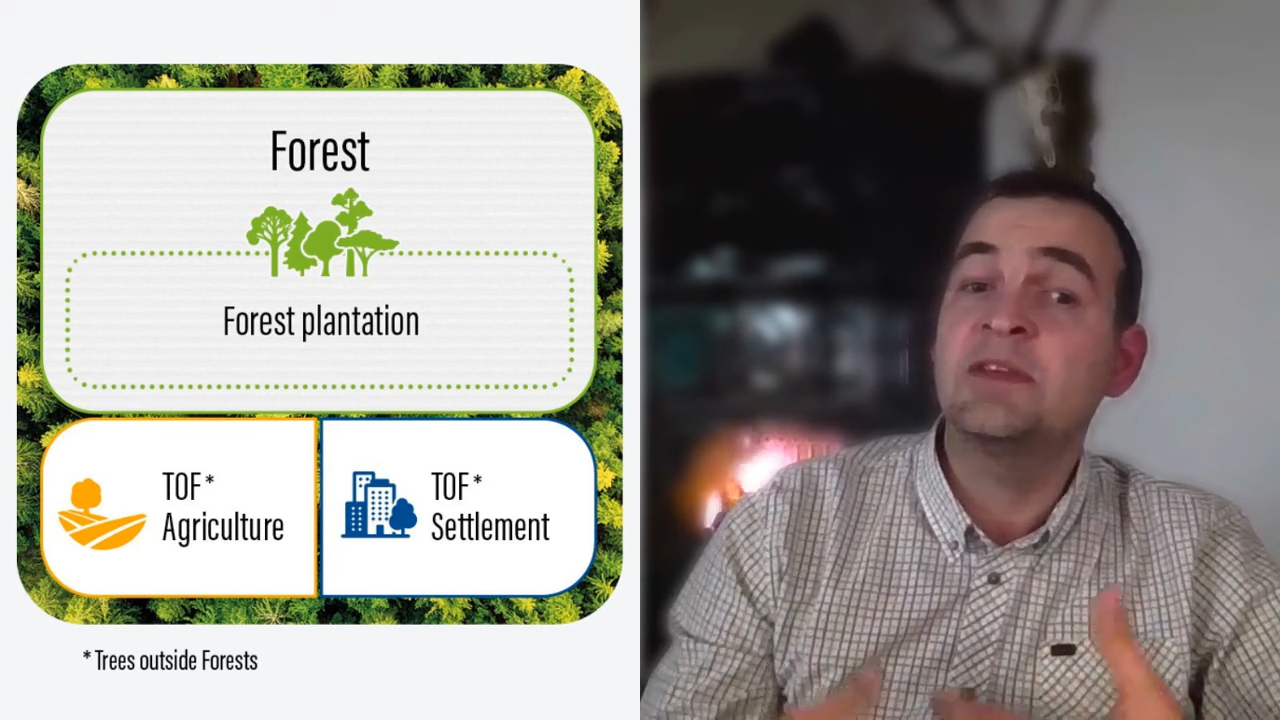 Forest
Forest plantation
TOF*
Agriculture
TOF*
Settlement
* Trees outside Forests